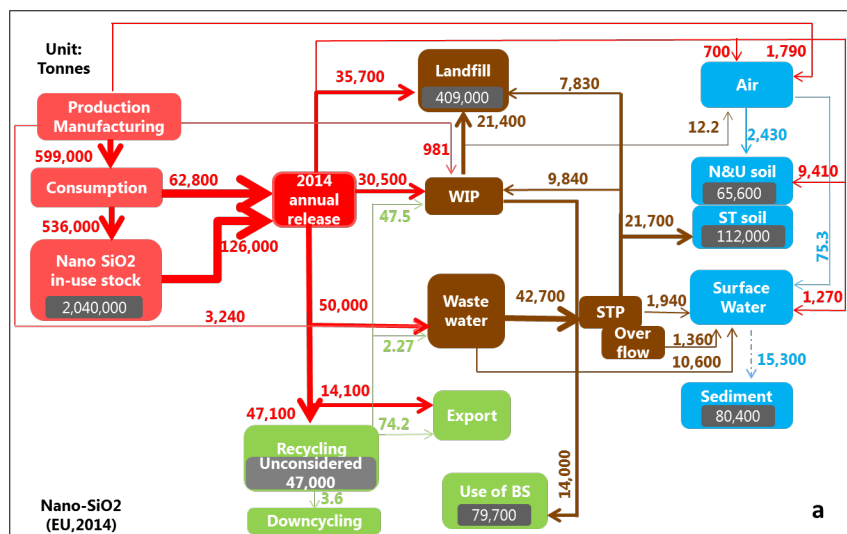 Unit:
Tonnes
700
1,790
35,700
Landfill
409,000
7,830
Air
Production
Manufacturing
21,400
12.2
2,430
599,000
981
Consumption
62,800
2014
annual
release
30,500
WIP
9,840
N&U soil
65,600
9,410
47.5
ST soil
112,000
21,700
536,000
126,000
75.3
Nano SiO2
in-use stock
2,040,000
Waste
water
42,700
Surface
Water
50,000
STP
1,940
1,270
3,240
Over
flow
1,360
2.27
10,600
15,300
14,100
Sediment
80,400
47,100
Export
74.2
Recycling
Unconsidered
47,000
14,000
3.6
Use of BS
79,700
Downcycling
Nano-SiO2
(EU,2014)
a